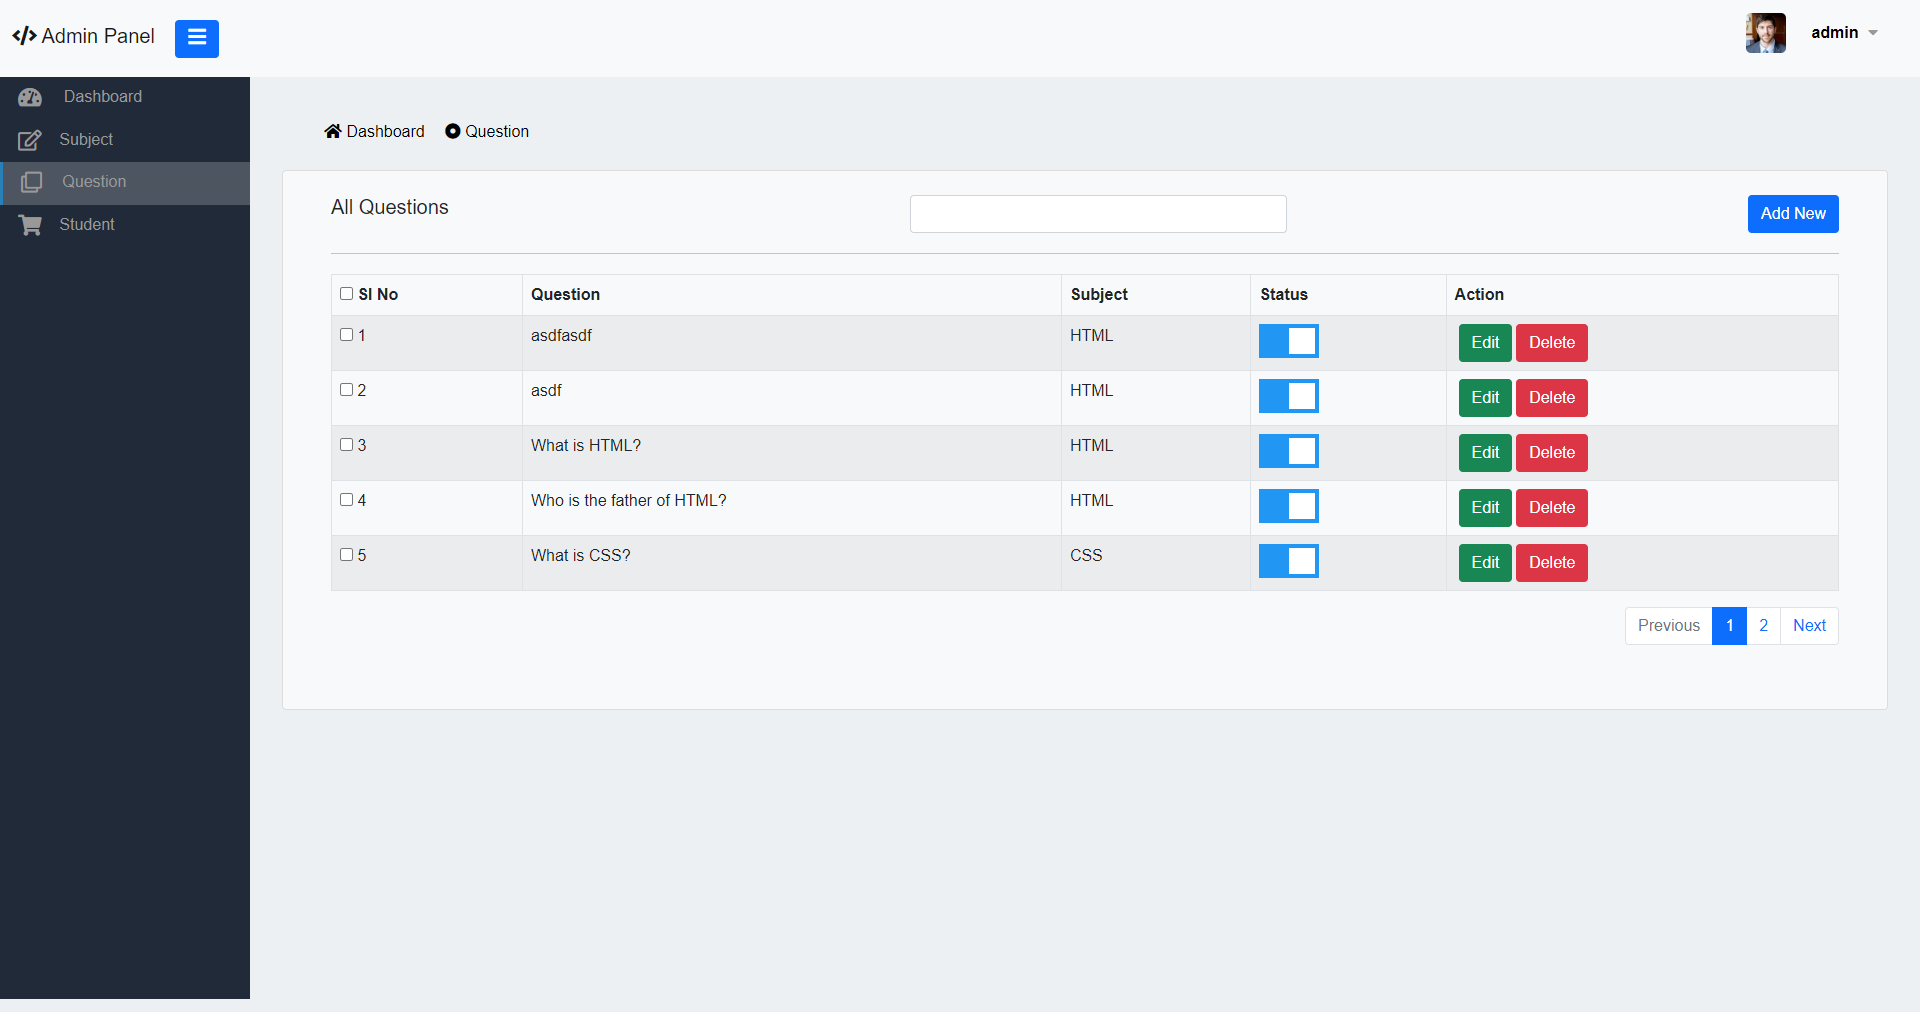 Admin Panel
admin
Dashboard
Subject
Question
Student
Dashboard Question
All Questions
Add New
Sl No Question Subject Status Action
1 asdfasdf HTML Edit Delete
2 asdf HTML Edit Delete
3 What is HTML? HTML Edit Delete
4 Who is the father of HTML? HTML Edit Delete
5 What is CSS? CSS Edit Delete
Previous 1 2 Next